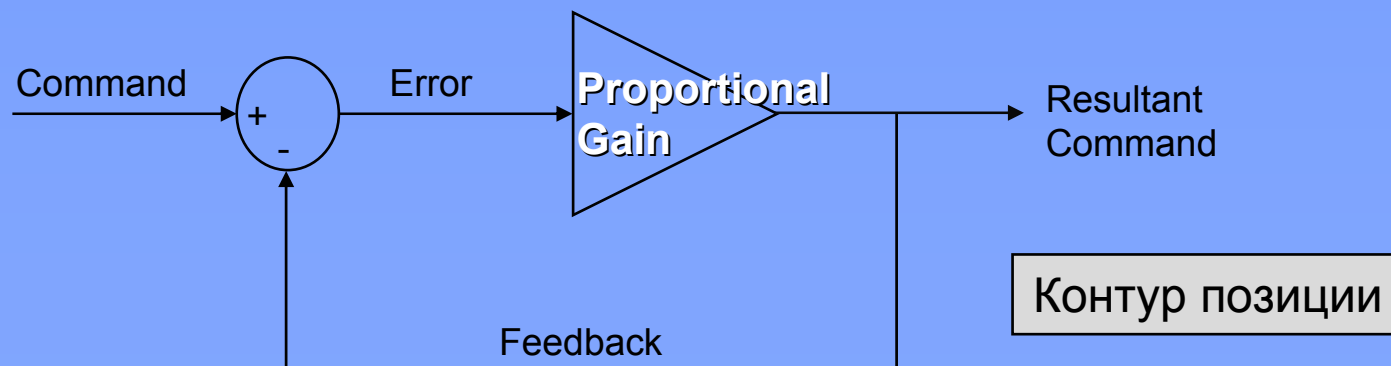 Command
Error
+
-
Proportional
Gain
Resultant
Command
Контур позиции
Feedback